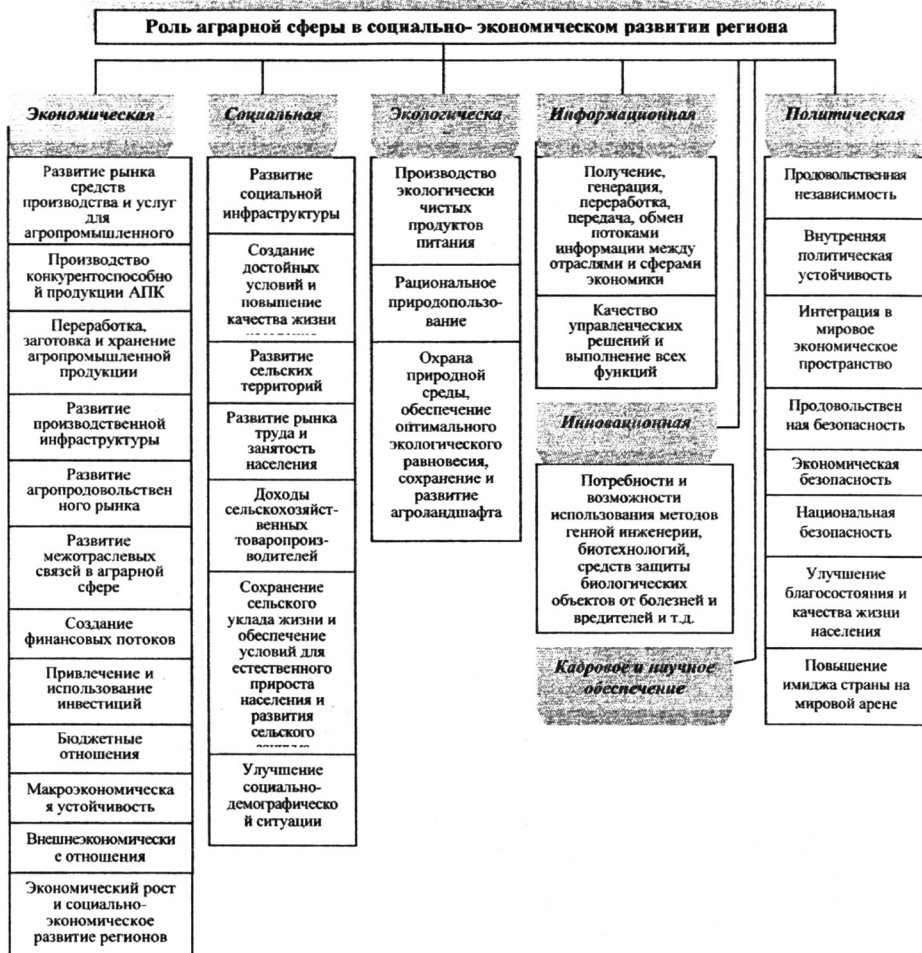 Роль аграрной сферы в социально- экономическом развитии региона
Экономическая
Развитие рынка
средств
производства и услуг
для
агропромышленного
Производство
конкурентоспособно
й продукции АПК
Переработка,
заготовка и хранение
агропромышленной
продукции
Развитие
производственной
инфраструктуры
Развитие
агропродовольствен
ного рынка
Развитие
межотраслевых
связей в аграрной
сфере
Создание
финансовых потоков
Привлечение и
использование
инвестиций
Бюджетные
отношения
Макроэкономическа
я устойчивость
Внешнеэкономически
е отношения
Экономический рост
и социально-
экономическое
развитие регионов
Социальная
Развитие
социальной
инфраструктуры
Создание
достойных
условий и
повышение
качества жизни
Развитие
сельских
территорий
Развитие рынка
труда и
занятость
населения
Доходы
сельскохозяйст-
венных
товаропроиз-
водителей
Сохранение
сельского
уклада жизни и
обеспечение
условий для
естественного
прироста
населения и
развития
сельского
Улучшение
социально-
демографическо
й ситуации
Экологическа
Производство
экологически
чистых
продуктов
питания
Рациональное
природопользо-
вание
Охрана
природной
среды,
обеспечение
оптимального
экологического
равновесия,
сохранение и
развитие
агроландшафта
Информационная
Получение,
генерация,
переработка,
передача, обмен
потоками
информации между
отраслями и сферами
экономики
Качество
управленческих
решений и
выполнение всех
функций
Инновационная
Потребности и
возможности
использования методов
генной инженерии,
биотехнологий,
средств защиты
биологических
объектов от болезней и
вредителей и т.д.
Кадровое и научное
обеспечение
Политическая
Продовольственная
независимость
Внутренняя
политическая
устойчивость
Интеграция в
мировое
экономическое
пространство
Продовольствен
ная безопасность
Экономическая
безопасность
Национальная
безопасность
Улучшение
благосостояния и
качества жизни
населения
Повышение
имиджа страны на
мировой арене